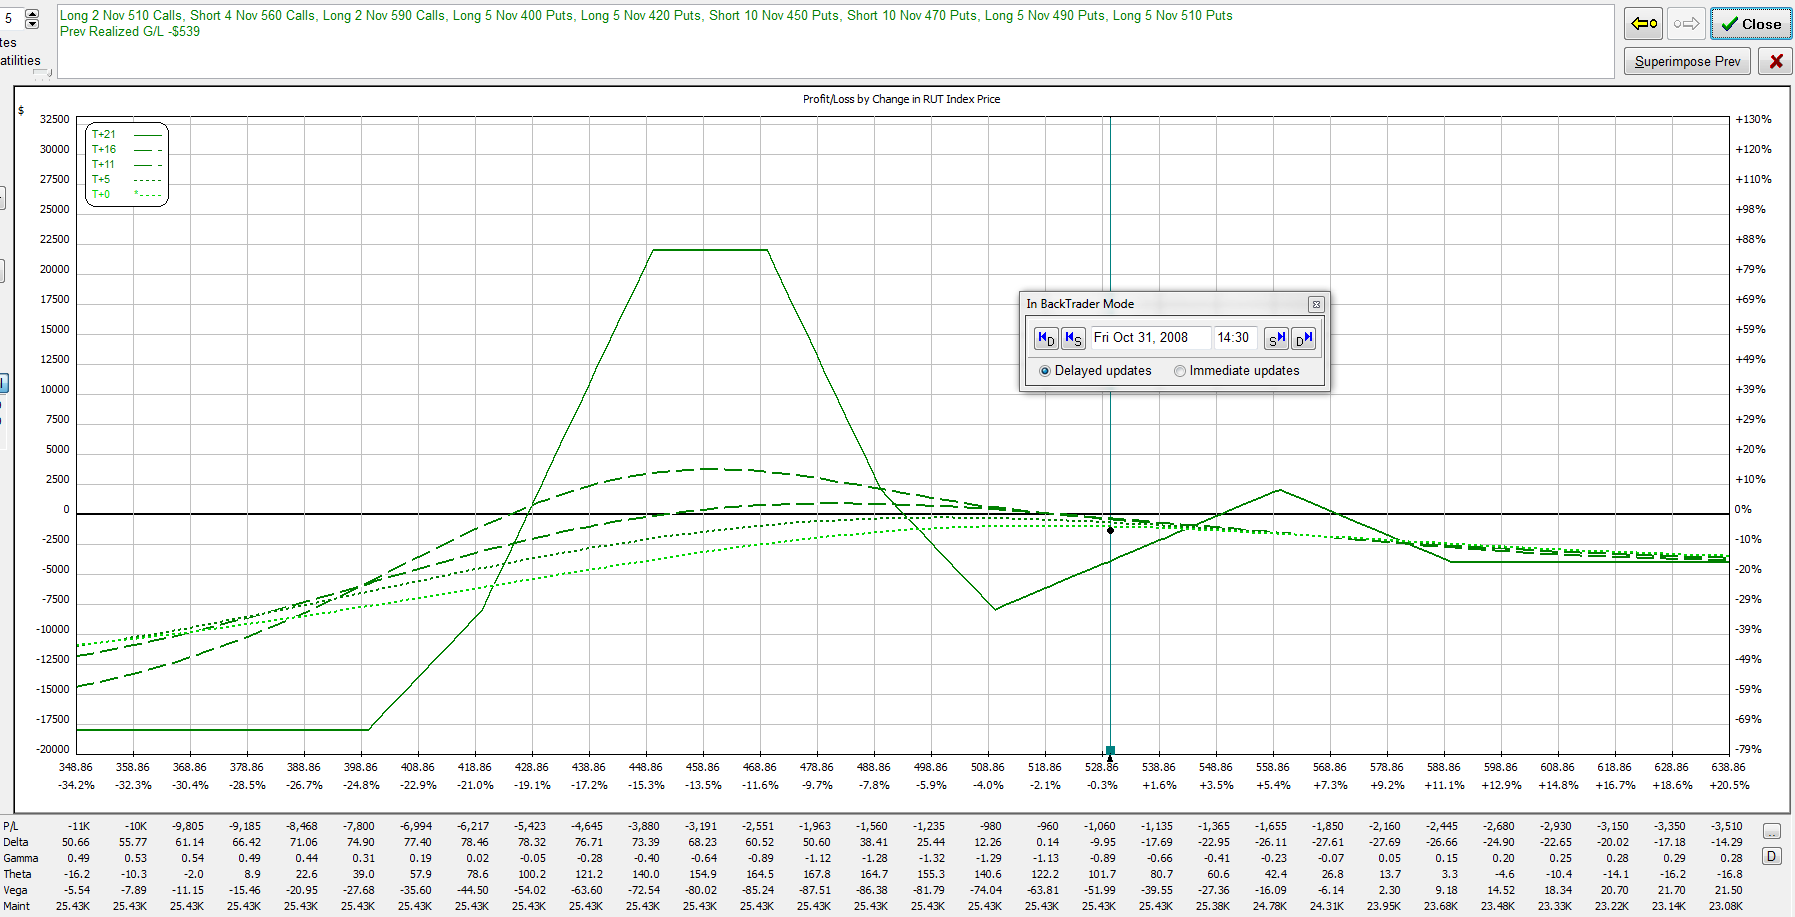 5
Long 2 Nov 510 Calls, Short 4 Nov 560 Calls, Long 2 Nov 590 Calls, Long 5 Nov 400 Puts, Long 5 Nov 420 Puts, Short 10 Nov 450 Puts, Short 10 Nov 470 Puts, Long 5 Nov 490 Puts, Long 5 Nov 510 Puts
Prev Realized G/L -$539
tes
atilities
Close
Superimpose Prev
Profit/Loss by Change in RUT Index Price
$
T+21
T+16
T+11
T+5
T+0 *
32500 +130%
30000 +120%
27500 +110%
25000 +98%
22500 +88%
20000 +79%
17500 +69%
15000 +59%
12500 +49%
10000 +39%
7500 +29%
5000 +20%
2500 +10%
0 0%
-2500 -10%
-5000 -20%
-7500 -29%
-10000 -39%
-12500 -49%
-15000 -59%
-17500 -69%
-20000 -79%
In BackTrader Mode
D S Fri Oct 31, 2008 14:30 S D
Delayed updates Immediate updates
348.86 358.86 368.86 378.86 388.86 398.86 408.86 418.86 428.86 438.86 448.86 458.86 468.86 478.86 488.86 498.86 508.86 518.86 528.86 538.86 548.86 558.86 568.86 578.86 588.86 598.86 608.86 618.86 628.86 638.86
-34.2% -32.3% -30.4% -28.5% -26.7% -24.8% -22.9% -21.0% -19.1% -17.2% -15.3% -13.5% -11.6% -9.7% -7.8% -5.9% -4.0% -2.1% -0.3% +1.6% +3.5% +5.4% +7.3% +9.2% +11.1% +12.9% +14.8% +16.7% +18.6% +20.5%
P/L -11K -10K -9,805 -9,185 -8,468 -7,800 -6,994 -6,217 -5,423 -4,645 -3,880 -3,191 -2,551 -1,963 -1,560 -1,235 -980 -960 -1,060 -1,135 -1,365 -1,655 -1,850 -2,160 -2,445 -2,680 -2,930 -3,150 -3,350 -3,510 ...
Delta 50.66 55.77 61.14 66.42 71.06 74.90 77.40 78.46 78.32 76.71 73.39 68.23 60.52 50.60 38.41 25.44 12.26 0.14 -9.95 -17.69 -22.95 -26.11 -27.61 -27.69 -26.66 -24.90 -22.65 -20.02 -17.18 -14.29
Gamma 0.49 0.53 0.54 0.49 0.44 0.31 0.19 0.02 -0.05 -0.28 -0.40 -0.64 -0.89 -1.12 -1.28 -1.32 -1.29 -1.13 -0.89 -0.66 -0.41 -0.23 -0.07 0.05 0.15 0.20 0.25 0.28 0.29 0.28 D
Theta -16.2 -10.3 -2.0 8.9 22.6 39.0 57.9 78.6 100.2 121.2 140.0 154.9 164.5 167.8 164.7 155.3 140.6 122.2 101.7 80.7 60.6 42.4 26.8 13.7 3.3 -4.6 -10.4 -14.1 -16.2 -16.8
Vega -5.54 -7.89 -11.15 -15.46 -20.95 -27.68 -35.60 -44.50 -54.02 -63.60 -72.54 -80.02 -85.24 -87.51 -86.38 -81.79 -74.04 -63.81 -51.99 -39.55 -27.36 -16.09 -6.14 2.30 9.18 14.52 18.34 20.70 21.70 21.50
Maint 25.43K 25.43K 25.43K 25.43K 25.43K 25.43K 25.43K 25.43K 25.43K 25.43K 25.43K 25.43K 25.43K 25.43K 25.43K 25.43K 25.43K 25.43K 25.43K 25.43K 25.38K 24.78K 24.31K 23.95K 23.68K 23.48K 23.33K 23.22K 23.14K 23.08K